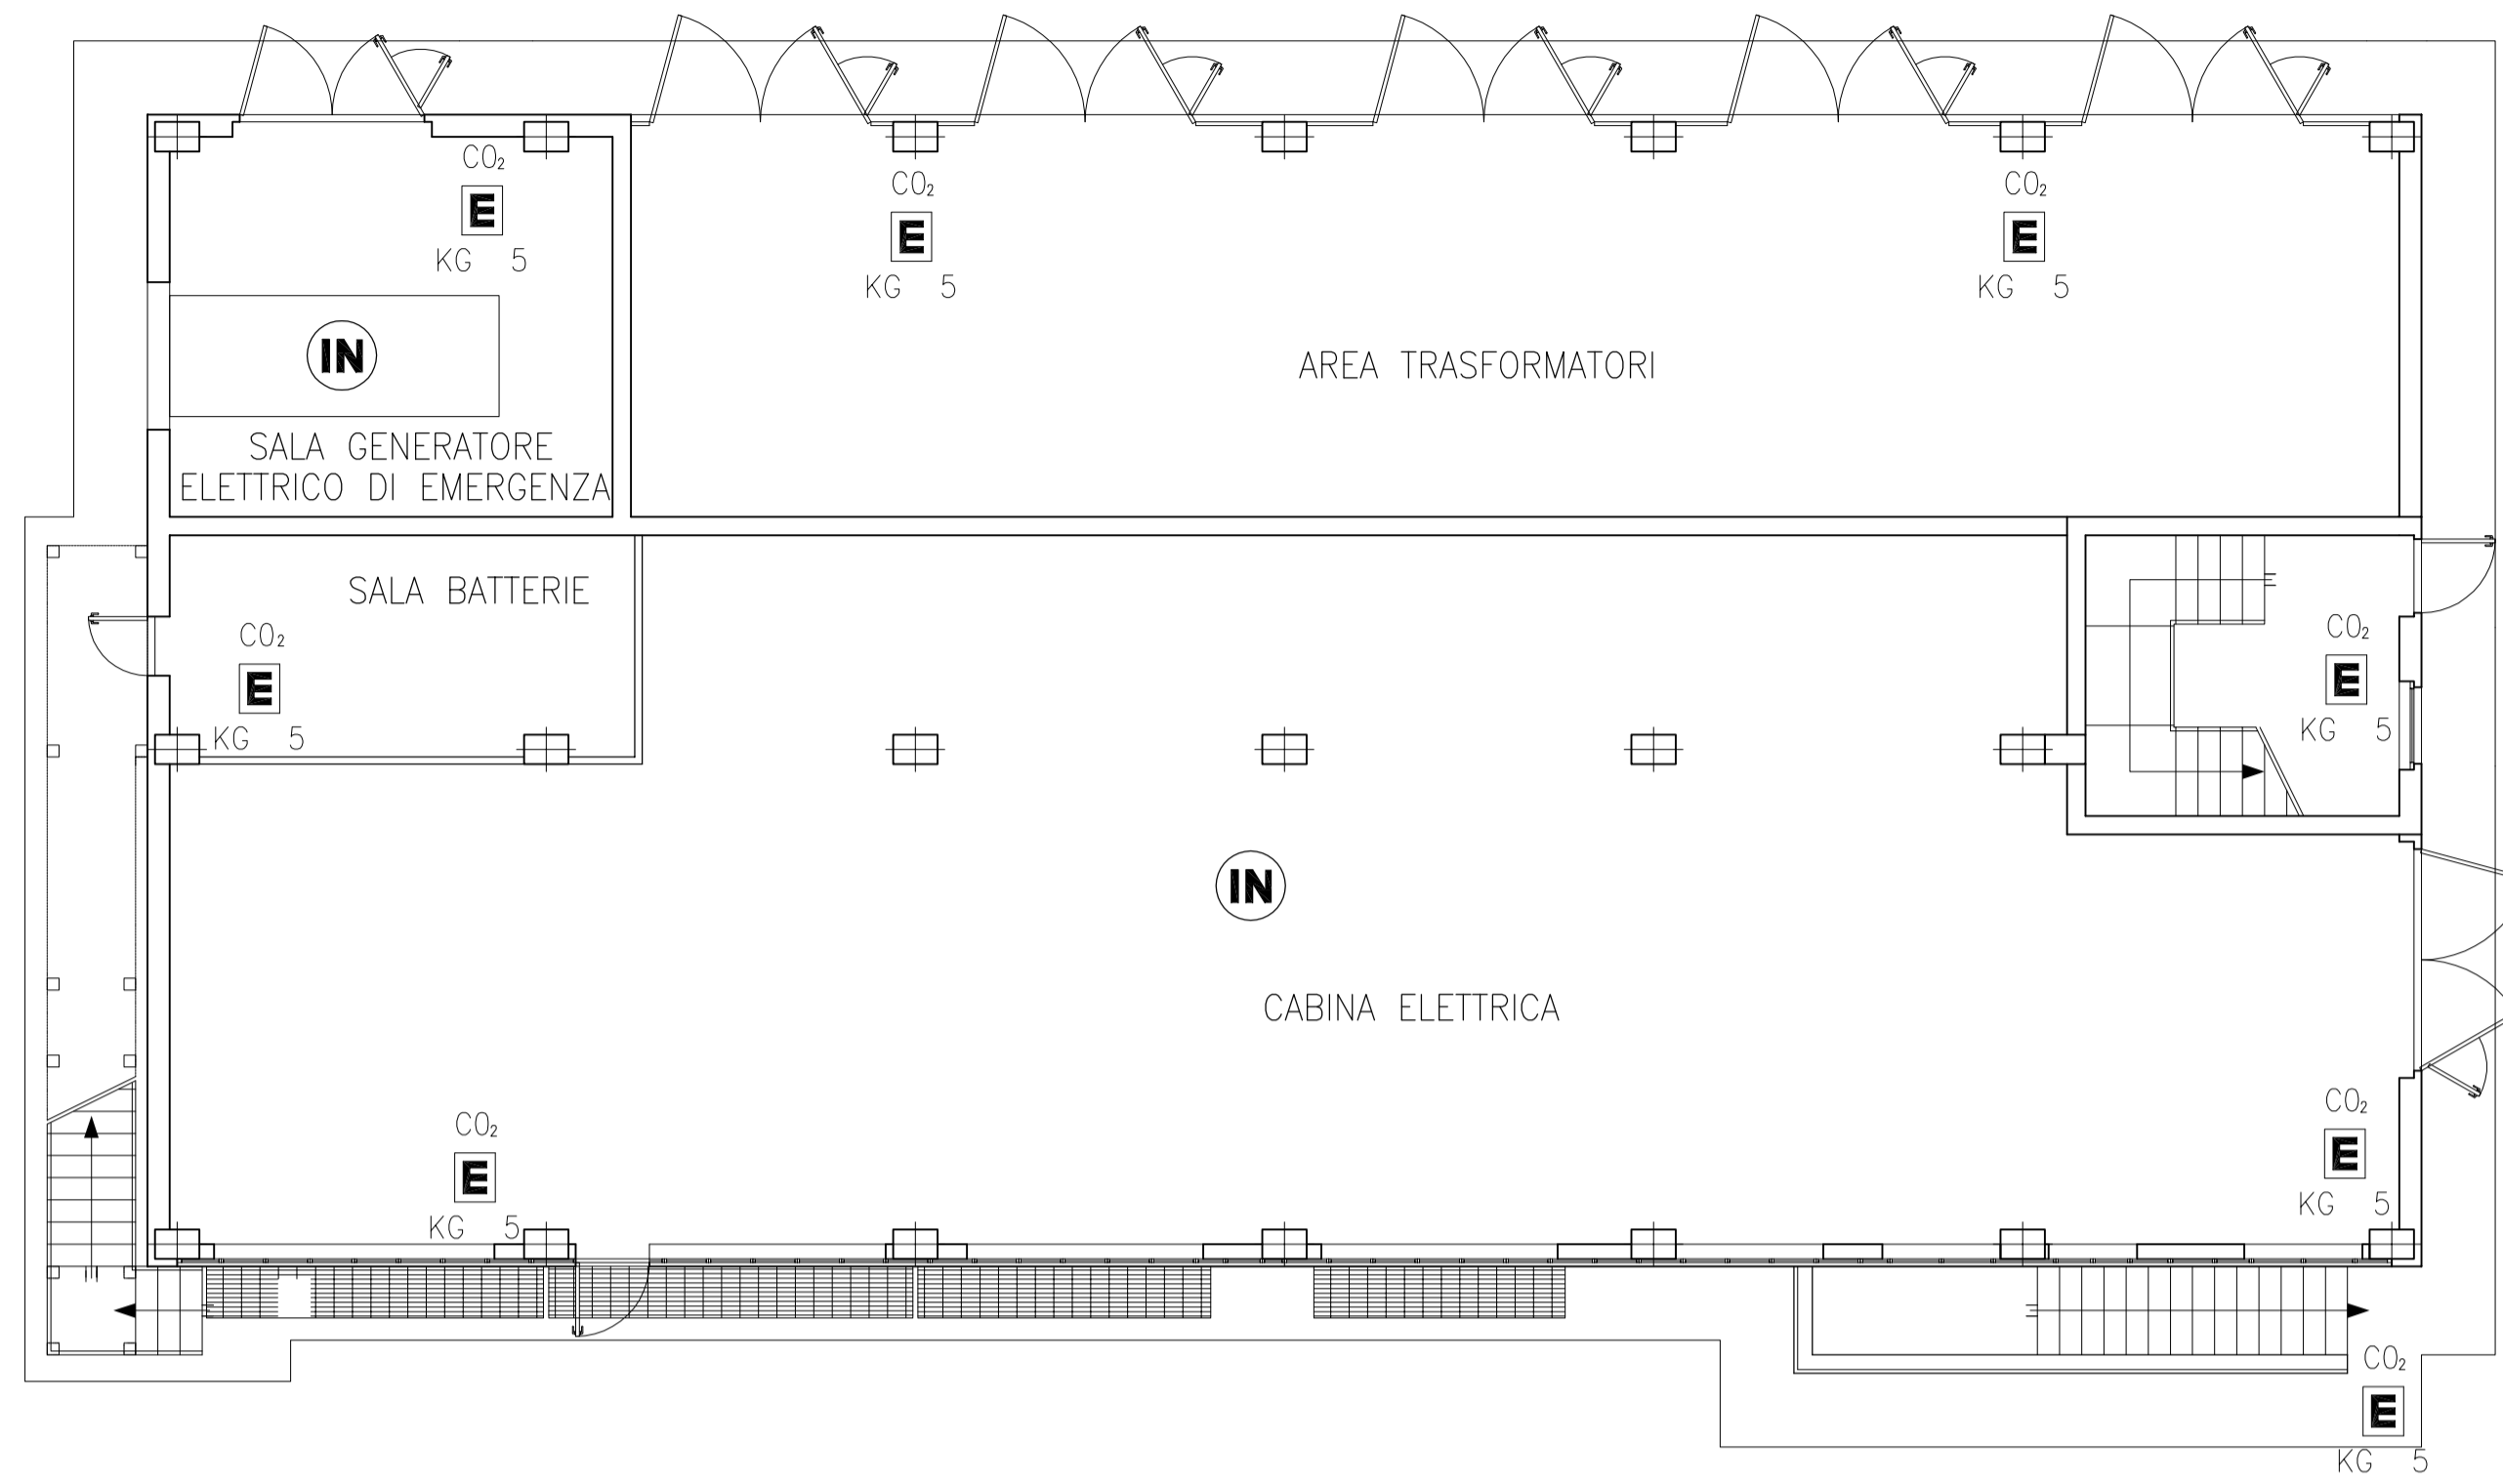 CO₂
E
KG 5
CO₂
E
KG 5
CO₂
E
KG 5
IN
AREA TRASFORMATORI
SALA GENERATORE
ELETTRICO DI EMERGENZA
SALA BATTERIE
CO₂
E
KG 5
CO₂
E
KG 5
IN
CABINA ELETTRICA
CO₂
E
KG 5
CO₂
E
KG 5
CO₂
E
KG 5